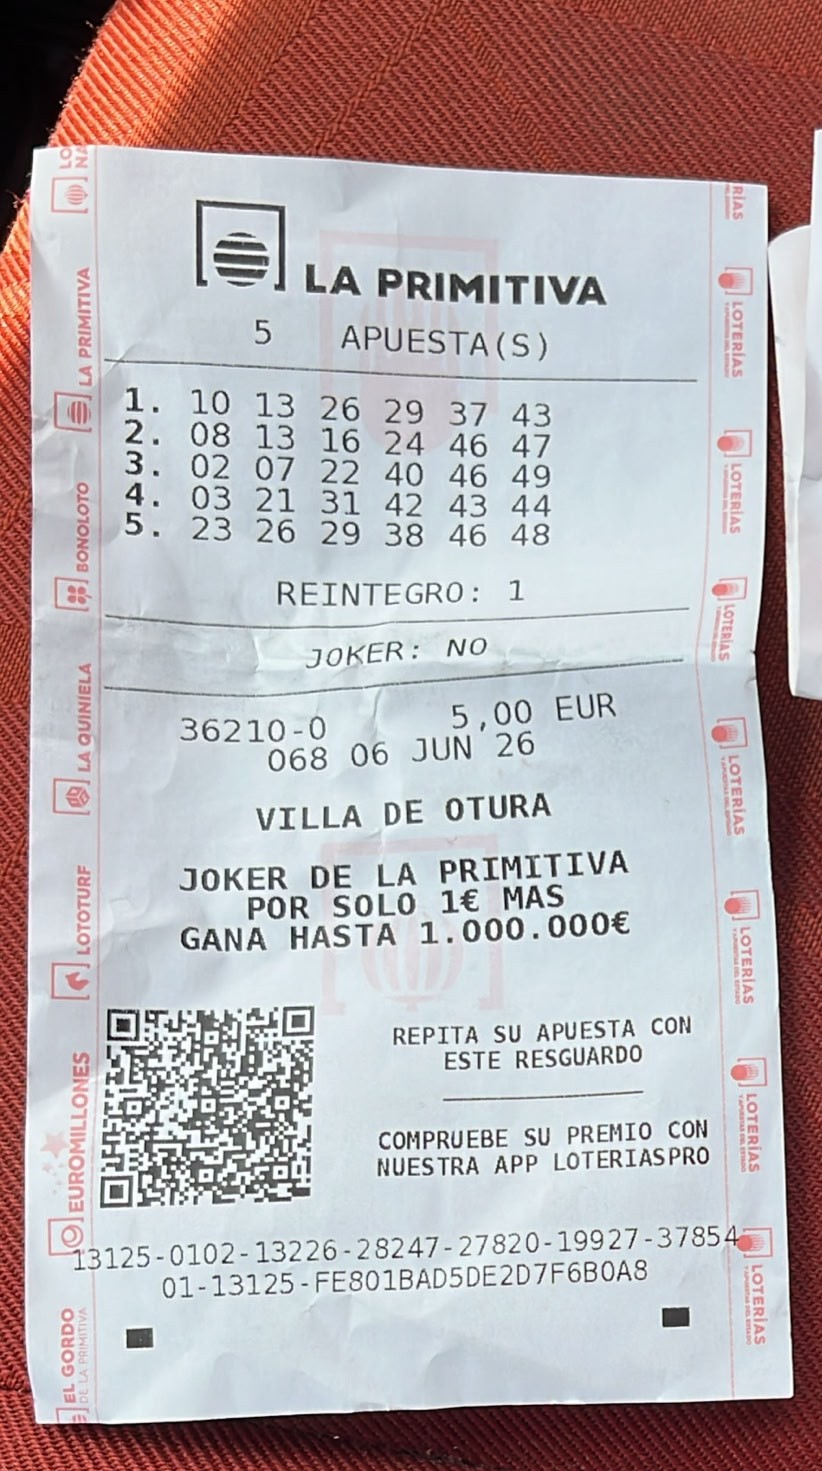 LA PRIMITIVA
5 APUESTA(S)
1. 10 13 26 29 37 43
2. 08 13 16 24 46 47
3. 02 07 22 40 46 49
4. 03 21 31 42 43 44
5. 23 26 29 38 46 48
REINTEGRO: 1
JOKER: NO
36210-0 5,00 EUR
068 06 JUN 26
VILLA DE OTURA
JOKER DE LA PRIMITIVA
POR SOLO 1€ MAS
GANA HASTA 1.000.000€
REPITA SU APUESTA CON
ESTE RESGUARDO
COMPRUEBE SU PREMIO CON
NUESTRA APP LOTERIASPRO
13125-0102-13226-28247-27820-19927-37854
01-13125-FE801BAD5DE2D7F6B0A8
LA PRIMITIVA
BONOLOTO
LA QUINIELA
LOTOTURF
EUROMILLONES
EL GORDO
DE LA PRIMITIVA
RÍAS
LOTERÍAS
LOTERÍAS
LOTERÍAS
LOTERÍAS
LOTERÍAS
LOTERÍAS
LOTERÍAS